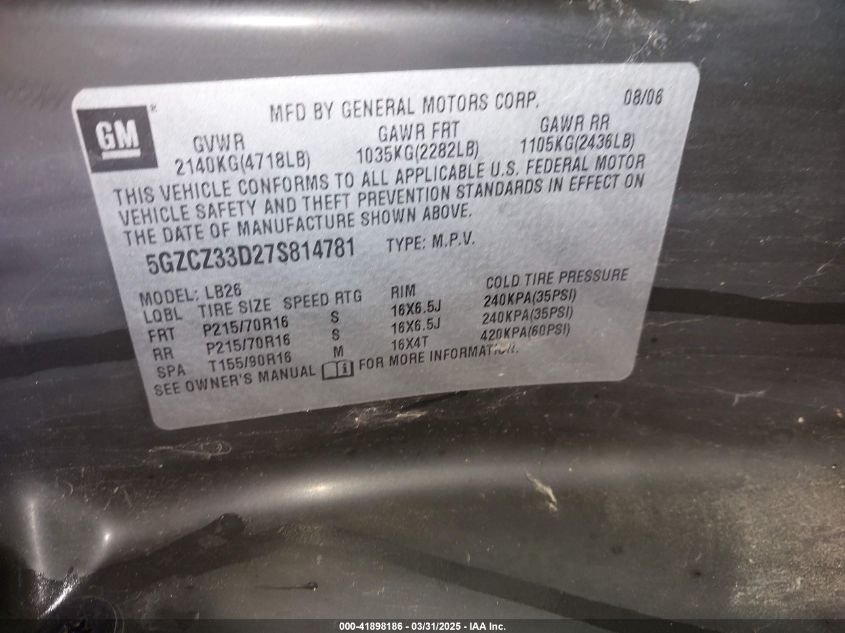 GM ®
MFD BY GENERAL MOTORS CORP. 08/06
GVWR GAWR FRT GAWR RR
2140KG(4718LB) 1035KG(2282LB) 1105KG(2436LB)
THIS VEHICLE CONFORMS TO ALL APPLICABLE U.S. FEDERAL MOTOR
VEHICLE SAFETY AND THEFT PREVENTION STANDARDS IN EFFECT ON
THE DATE OF MANUFACTURE SHOWN ABOVE.
5GZCZ33D27S814781 TYPE: M.P.V.
MODEL: LB26
LQBL TIRE SIZE SPEED RTG RIM COLD TIRE PRESSURE
FRT P215/70R16 S 16X6.5J 240KPA(35PSI)
RR P215/70R16 S 16X6.5J 240KPA(35PSI)
SPA T155/90R16 M 16X4T 420KPA(60PSI)
SEE OWNER'S MANUAL FOR MORE INFORMATION.
000-41898186 - 03/31/2025 - IAA Inc.